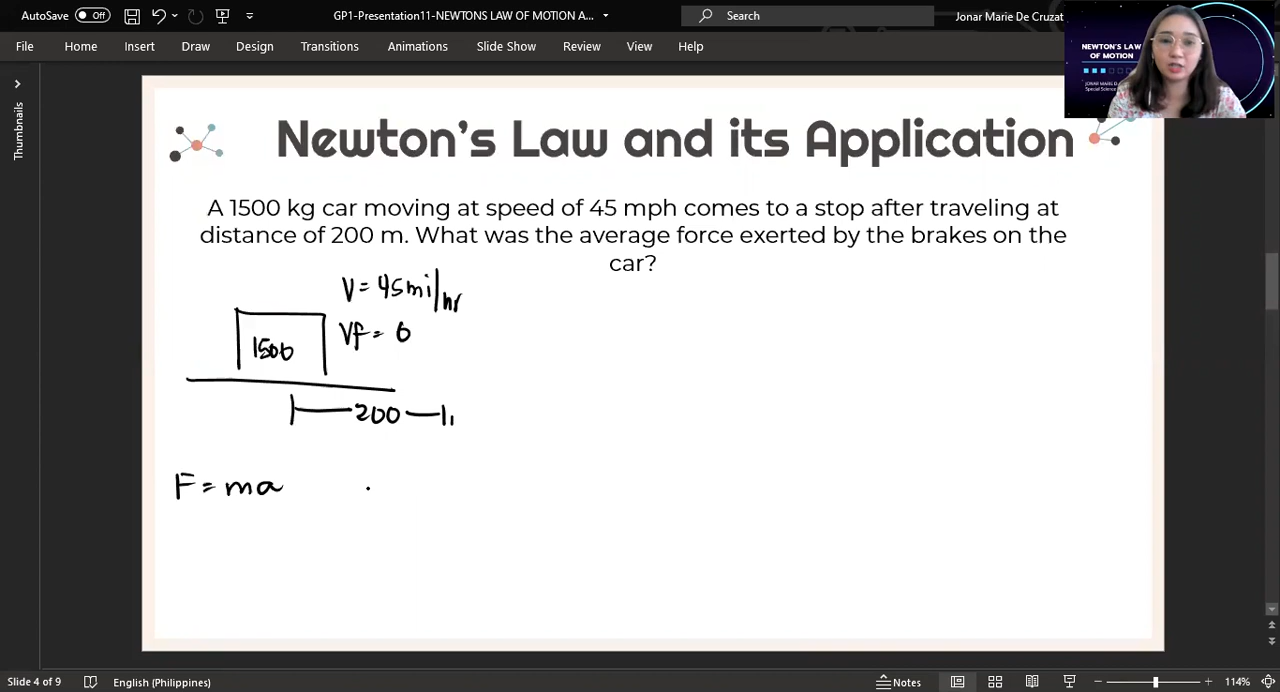 AutoSave Off GP1-Presentation11-NEWTONS LAW OF MOTION A... Search Jonar Marie De Cruzat
File Home Insert Draw Design Transitions Animations Slide Show Review View Help
NEWTON'S LAW
OF MOTION
JONAR MARIE
Special Science
Thumbnails
Newton's Law and its Application
A 1500 kg car moving at speed of 45 mph comes to a stop after traveling at
distance of 200 m. What was the average force exerted by the brakes on the
car?
V = 45mi/hr
Vf = 0
1500
200
F = ma
Slide 4 of 9 English (Philippines) Notes 114%